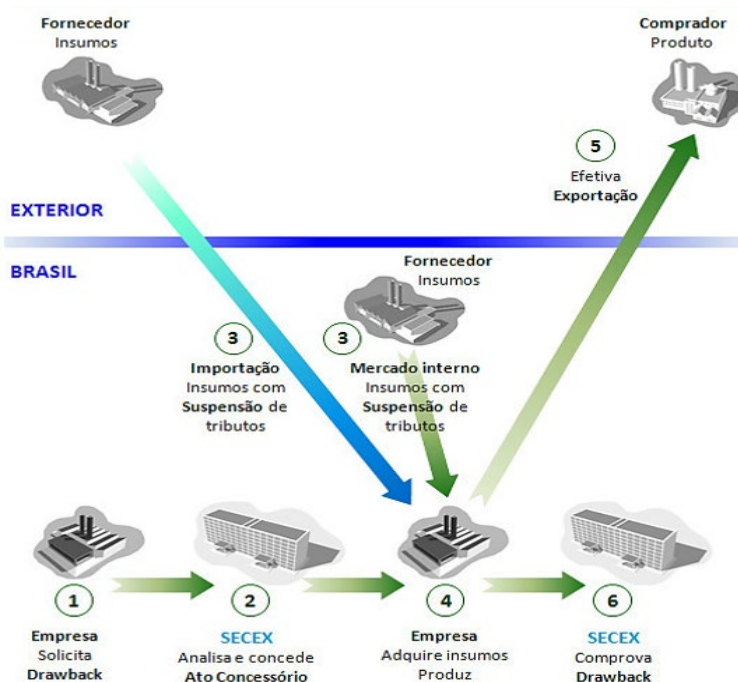 Fornecedor
Insumos
Comprador
Produto
5
Efetiva
Exportação
EXTERIOR
BRASIL
Fornecedor
Insumos
3
Importação
Insumos com
Suspensão de
tributos
3
Mercado interno
Insumos com
Suspensão de
tributos
1
Empresa
Solicita
Drawback
2
SECEX
Analisa e concede
Ato Concessório
4
Empresa
Adquire insumos
Produz
6
SECEX
Comprova
Drawback